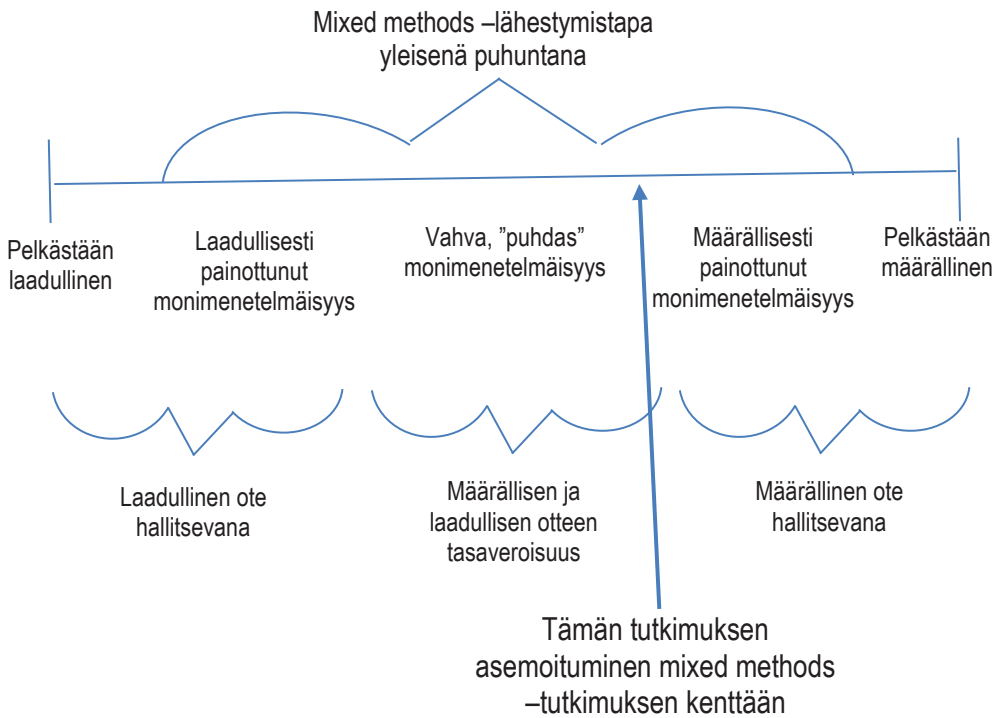 Mixed methods –lähestymistapa
yleisenä puhuntana
Pelkästään
laadullinen
Laadullisesti
painottunut
monimenetelmäisyys
Vahva, ”puhdas”
monimenetelmäisyys
Määrällisesti
painottunut
monimenetelmäisyys
Pelkästään
määrällinen
Laadullinen ote
hallitsevana
Määrällisen ja
laadullisen otteen
tasaveroisuus
Määrällinen ote
hallitsevana
Tämän tutkimuksen
asemoituminen mixed methods
–tutkimuksen kenttään